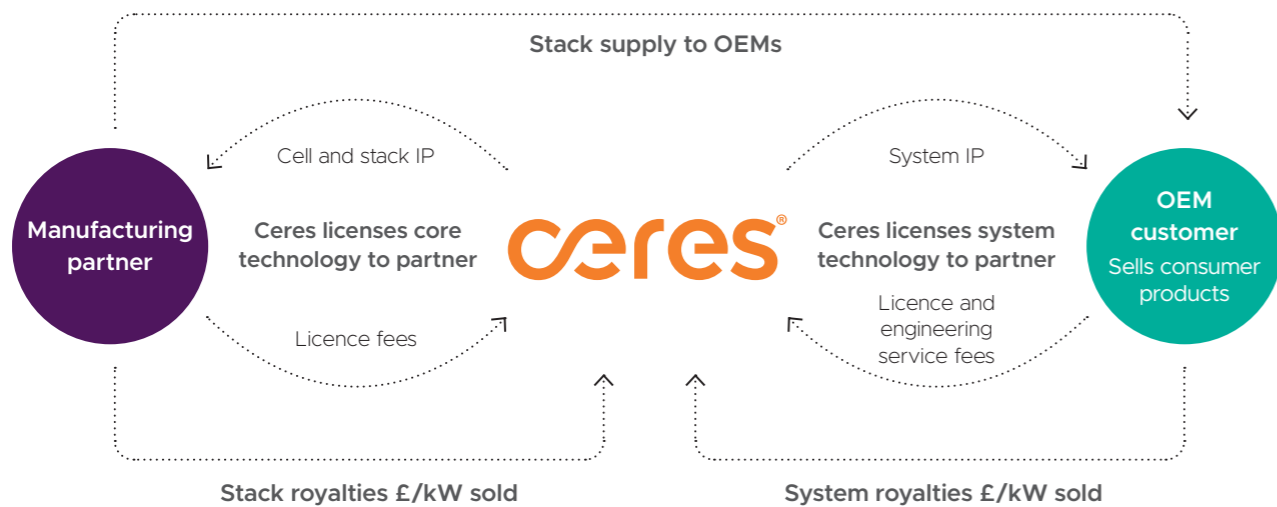 Stack supply to OEMs
Cell and stack IP
System IP
Manufacturing
partner
Ceres licenses core
technology to partner
ceres®
Ceres licenses system
technology to partner
OEM
customer
Sells consumer
products
Licence fees
Licence and
engineering
service fees
Stack royalties £/kW sold
System royalties £/kW sold